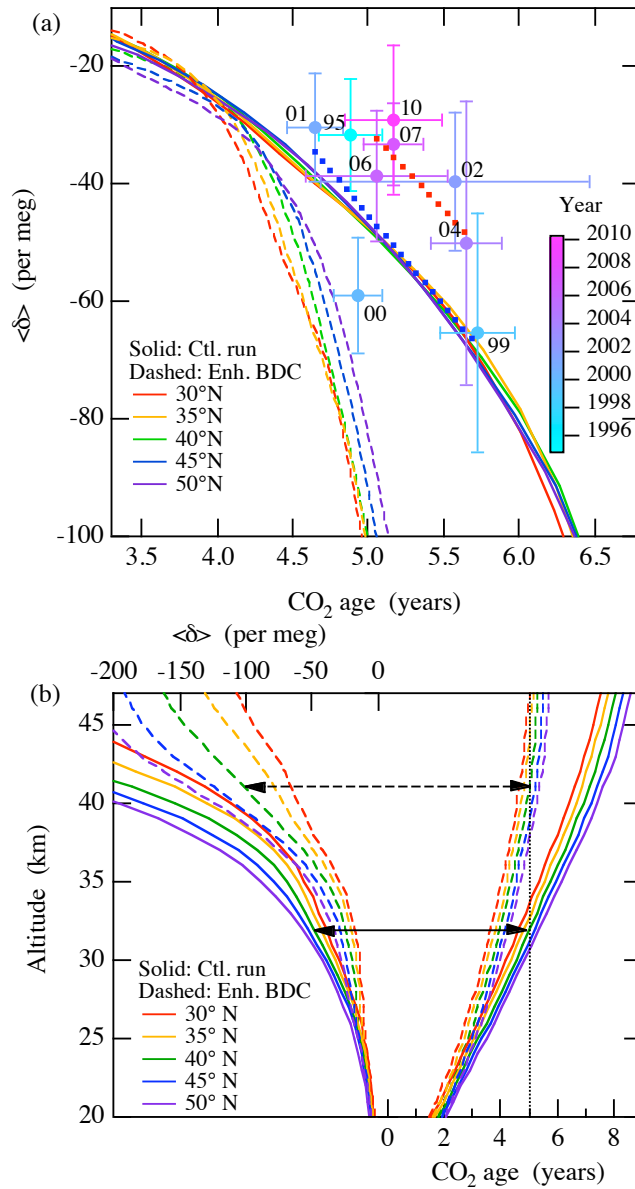 (a)
-20
-40
-60
-80
-100
<δ> (per meg)
01
95
10
07
06
02
04
00
99
Year
2010
2008
2006
2004
2002
2000
1998
1996
Solid: Ctl. run
Dashed: Enh. BDC
30°N
35°N
40°N
45°N
50°N
3.5 4.0 4.5 5.0 5.5 6.0 6.5
CO₂ age (years)
<δ> (per meg)
(b)
-200 -150 -100 -50 0
45
40
35
30
25
20
Altitude (km)
Solid: Ctl. run
Dashed: Enh. BDC
30° N
35° N
40° N
45° N
50° N
0 2 4 6 8
CO₂ age (years)